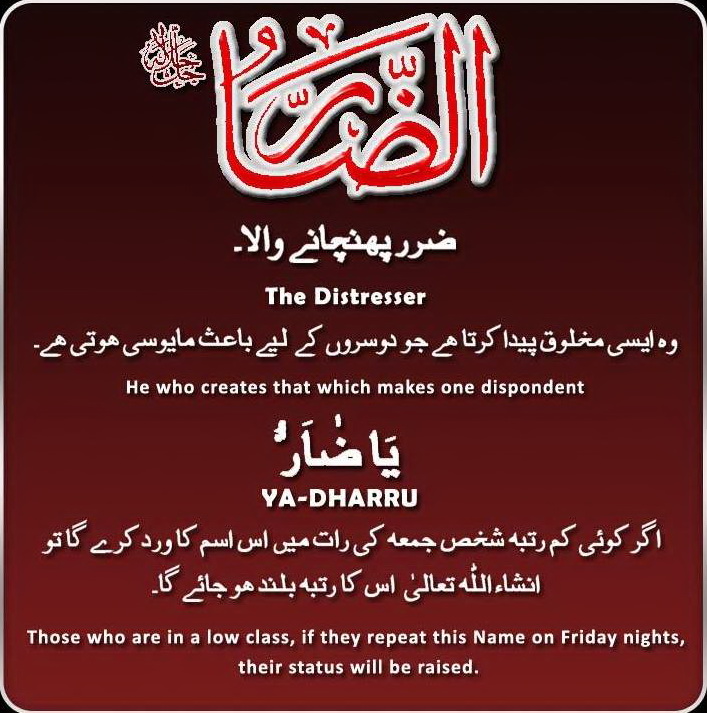 الضَّارُّ
جل جلاله
ضرر پہنچانے والا۔
The Distresser
وہ ایسی مخلوق پیدا کرتا ہے جو دوسروں کے لیے باعث مایوسی ہوتی ہے۔
He who creates that which makes one dispondent
یَا ضَارُّ
YA-DHARRU
اگر کوئی کم رتبہ شخص جمعہ کی رات میں اس اسم کا ورد کرے گا تو
انشاء اللّٰہ تعالیٰ اس کا رتبہ بلند ہو جائے گا۔
Those who are in a low class, if they repeat this Name on Friday nights,
their status will be raised.